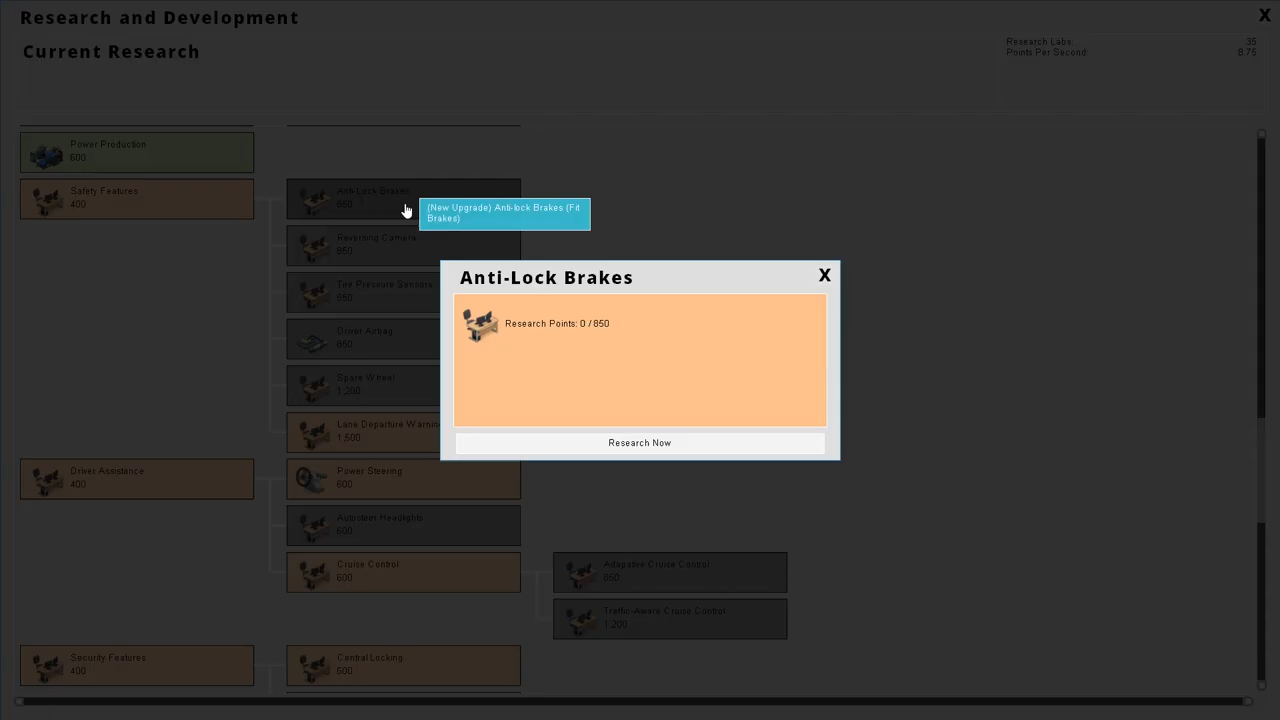 Research and Development
X
Current Research
Research Labs: 35
Points Per Second: 8.75
Power Production
600
Safety Features
400
Anti-Lock Brakes
850
(New Upgrade) Anti-lock Brakes (Fit
Brakes)
Reversing Camera
850
Tire Pressure Sensors
850
Driver Airbag
850
Spare Wheel
1,200
Lane Departure Warnin
1,500
Anti-Lock Brakes
X
Research Points: 0 / 850
Research Now
Driver Assistance
400
Power Steering
600
Autosteer Headlights
600
Cruise Control
600
Adaptive Cruise Control
850
Traffic-Aware Cruise Control
1,200
Security Features
400
Central Locking
600